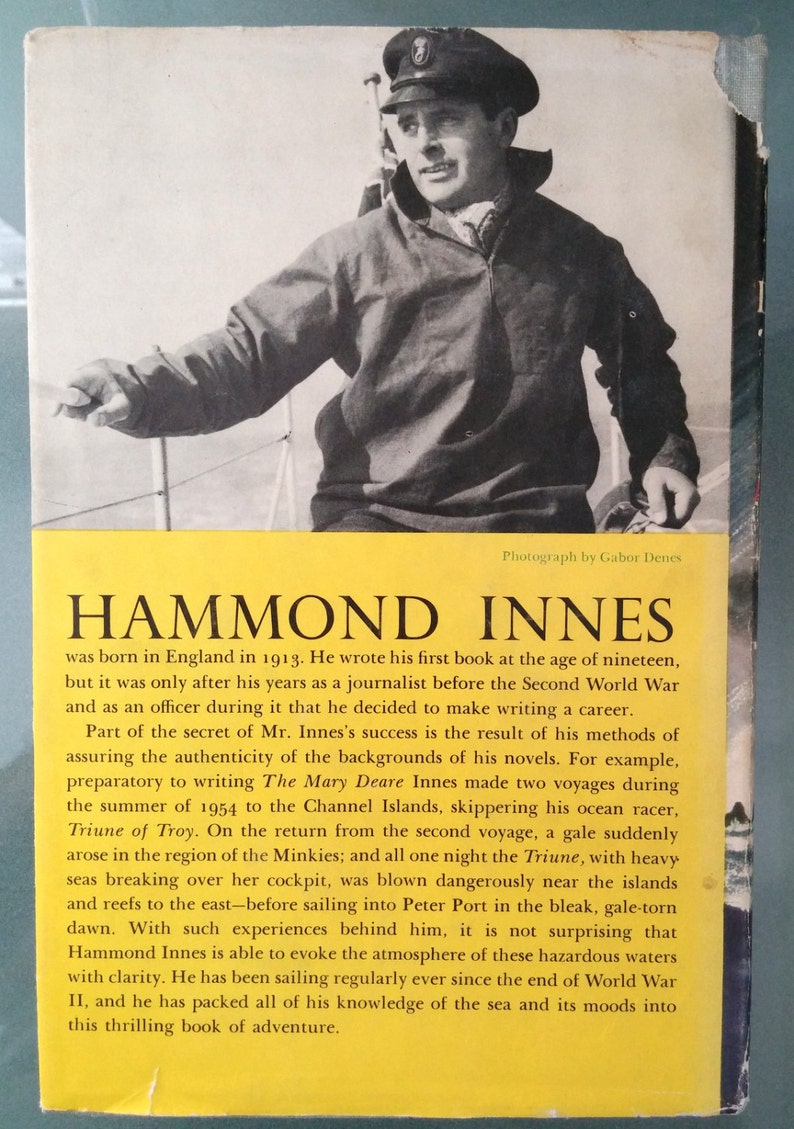 Photograph by Gabor Denes
HAMMOND INNES
was born in England in 1913. He wrote his first book at the age of nineteen,
but it was only after his years as a journalist before the Second World War
and as an officer during it that he decided to make writing a career.
Part of the secret of Mr. Innes's success is the result of his methods of
assuring the authenticity of the backgrounds of his novels. For example,
preparatory to writing The Mary Deare Innes made two voyages during
the summer of 1954 to the Channel Islands, skippering his ocean racer,
Triune of Troy. On the return from the second voyage, a gale suddenly
arose in the region of the Minkies; and all one night the Triune, with heavy
seas breaking over her cockpit, was blown dangerously near the islands
and reefs to the east—before sailing into Peter Port in the bleak, gale-torn
dawn. With such experiences behind him, it is not surprising that
Hammond Innes is able to evoke the atmosphere of these hazardous waters
with clarity. He has been sailing regularly ever since the end of World War
II, and he has packed all of his knowledge of the sea and its moods into
this thrilling book of adventure.